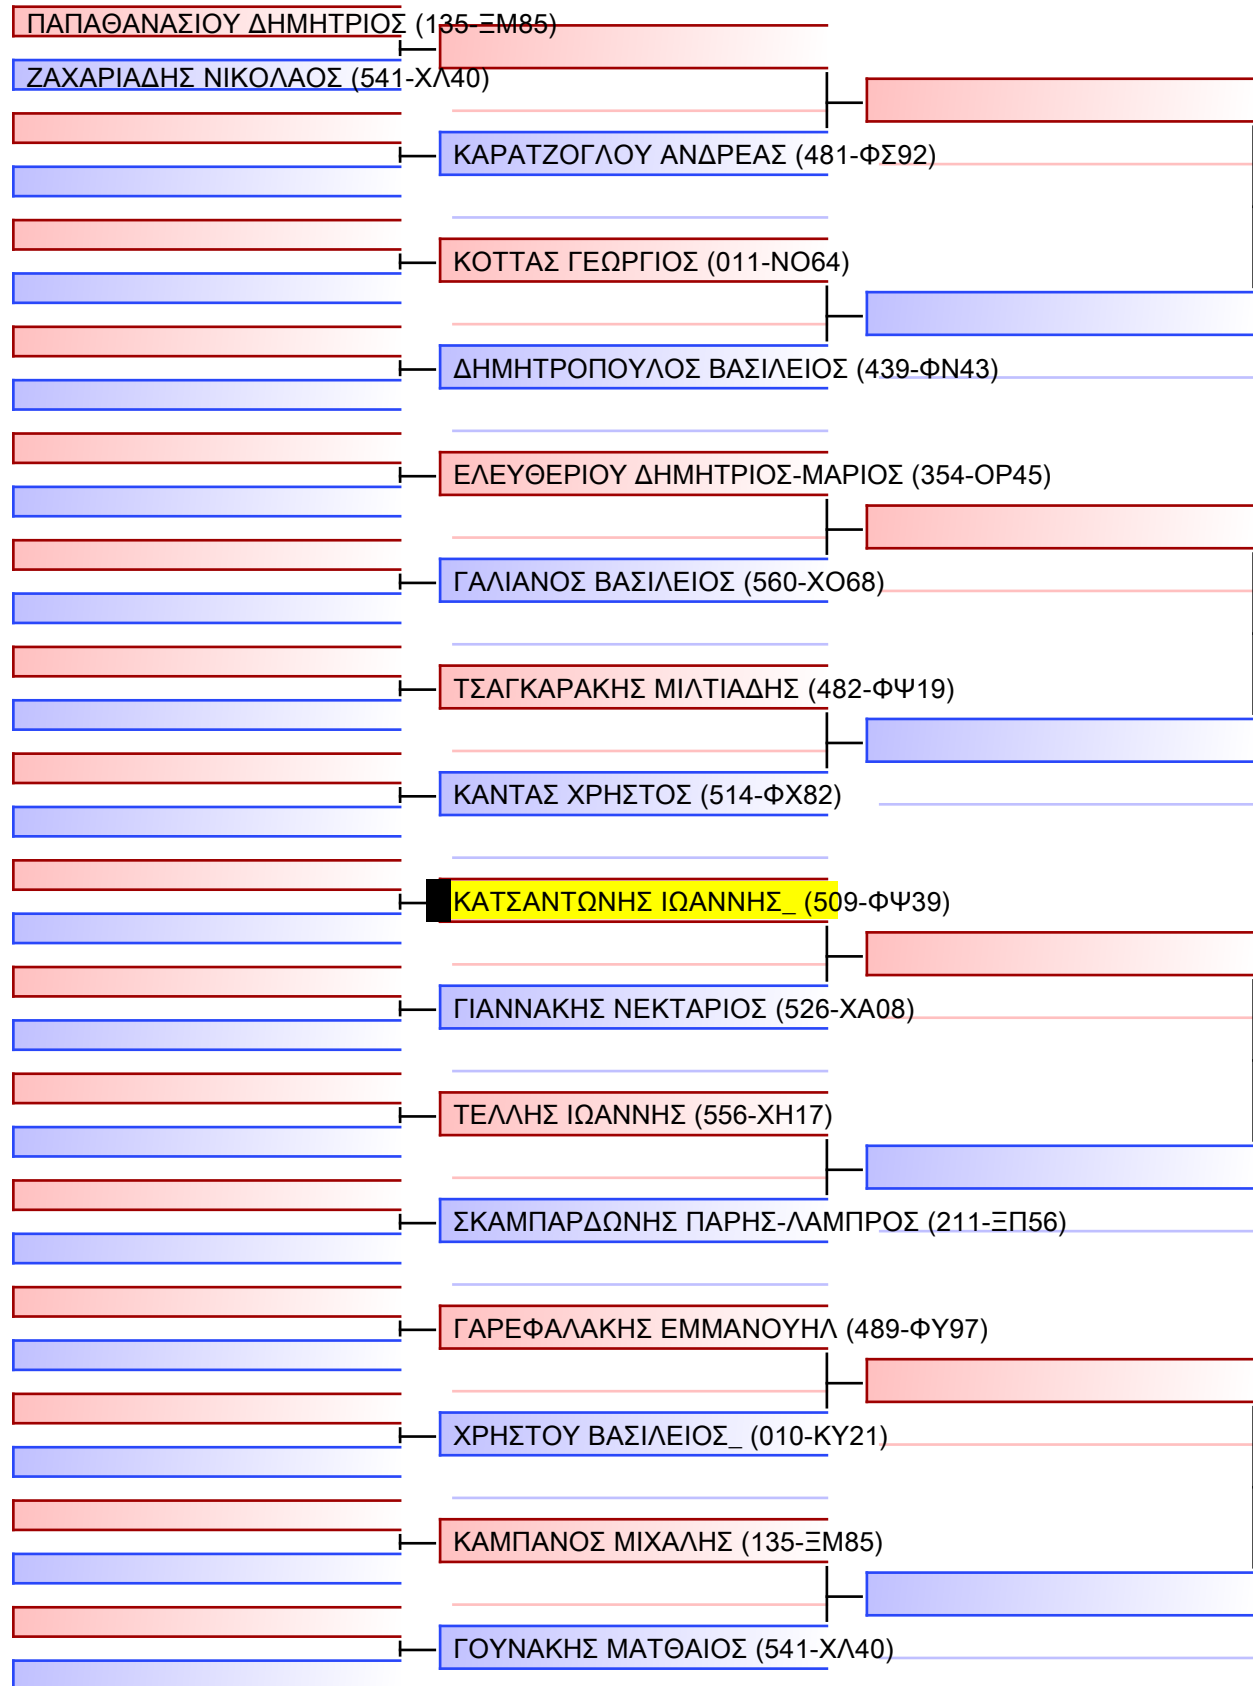 ΠΑΠΑΘΑΝΑΣΙΟΥ ΔΗΜΗΤΡΙΟΣ (135-ΞΜ85)
ΖΑΧΑΡΙΑΔΗΣ ΝΙΚΟΛΑΟΣ (541-ΧΛ40)
ΚΑΡΑΤΖΟΓΛΟΥ ΑΝΔΡΕΑΣ (481-ΦΣ92)
ΚΟΤΤΑΣ ΓΕΩΡΓΙΟΣ (011-ΝΟ64)
ΔΗΜΗΤΡΟΠΟΥΛΟΣ ΒΑΣΙΛΕΙΟΣ (439-ΦΝ43)
ΕΛΕΥΘΕΡΙΟΥ ΔΗΜΗΤΡΙΟΣ-ΜΑΡΙΟΣ (354-ΟΡ45)
ΓΑΛΙΑΝΟΣ ΒΑΣΙΛΕΙΟΣ (560-ΧΟ68)
ΤΣΑΓΚΑΡΑΚΗΣ ΜΙΛΤΙΑΔΗΣ (482-ΦΨ19)
ΚΑΝΤΑΣ ΧΡΗΣΤΟΣ (514-ΦΧ82)
ΚΑΤΣΑΝΤΩΝΗΣ ΙΩΑΝΝΗΣ_ (509-ΦΨ39)
ΓΙΑΝΝΑΚΗΣ ΝΕΚΤΑΡΙΟΣ (526-ΧΑ08)
ΤΕΛΛΗΣ ΙΩΑΝΝΗΣ (556-ΧΗ17)
ΣΚΑΜΠΑΡΔΩΝΗΣ ΠΑΡΗΣ-ΛΑΜΠΡΟΣ (211-ΞΠ56)
ΓΑΡΕΦΑΛΑΚΗΣ ΕΜΜΑΝΟΥΗΛ (489-ΦΥ97)
ΧΡΗΣΤΟΥ ΒΑΣΙΛΕΙΟΣ_ (010-ΚΥ21)
ΚΑΜΠΑΝΟΣ ΜΙΧΑΛΗΣ (135-ΞΜ85)
ΓΟΥΝΑΚΗΣ ΜΑΤΘΑΙΟΣ (541-ΧΛ40)